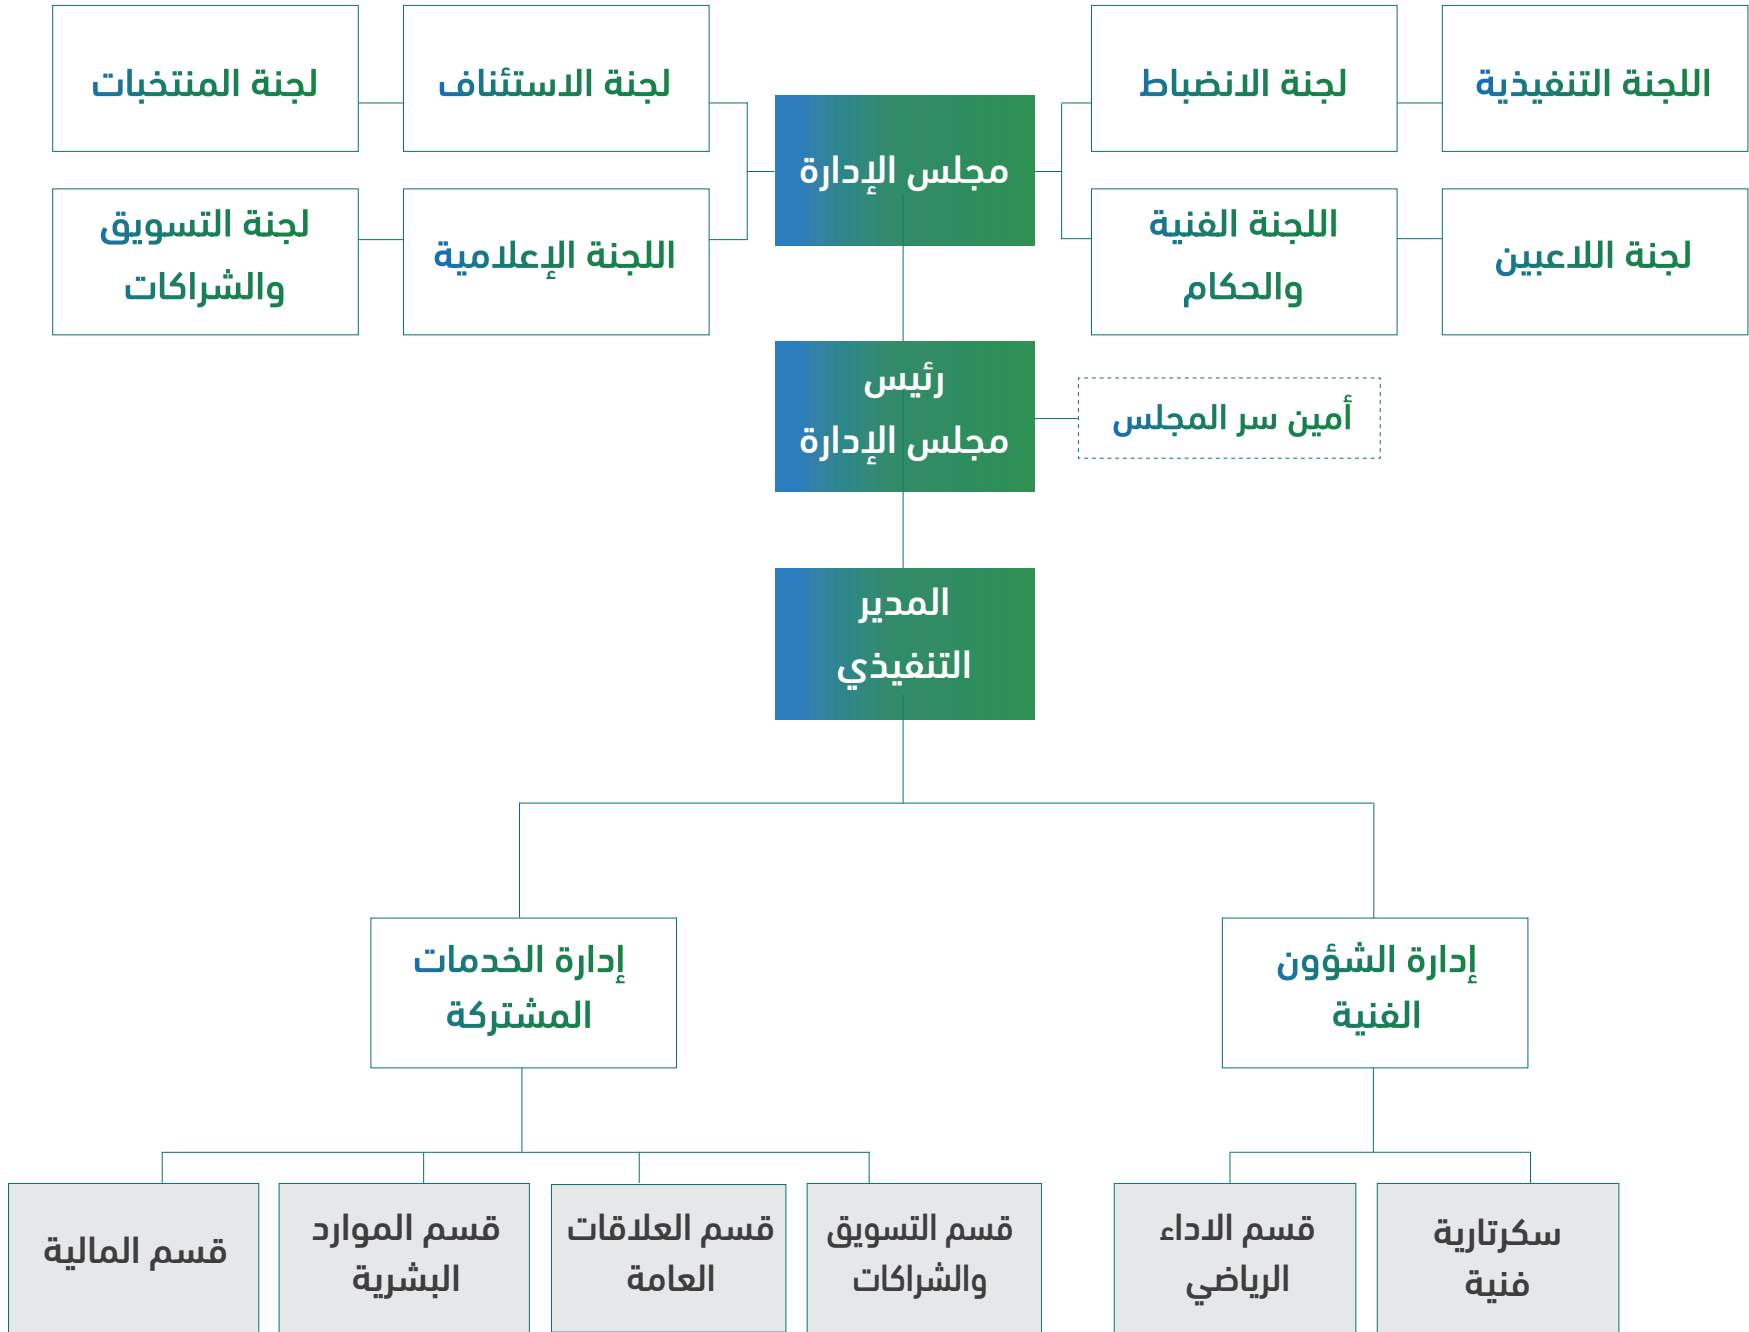 اللجنة التنفيذية
لجنة الانضباط
لجنة الاستئناف
لجنة المنتخبات
مجلس الإدارة
لجنة اللاعبين
اللجنة الفنية
والحكام
اللجنة الإعلامية
لجنة التسويق
والشراكات
رئيس
مجلس الإدارة
أمين سر المجلس
المدير
التنفيذي
إدارة الشؤون
الفنية
إدارة الخدمات
المشتركة
سكرتارية
فنية
قسم الاداء
الرياضي
قسم التسويق
والشراكات
قسم العلاقات
العامة
قسم الموارد
البشرية
قسم المالية